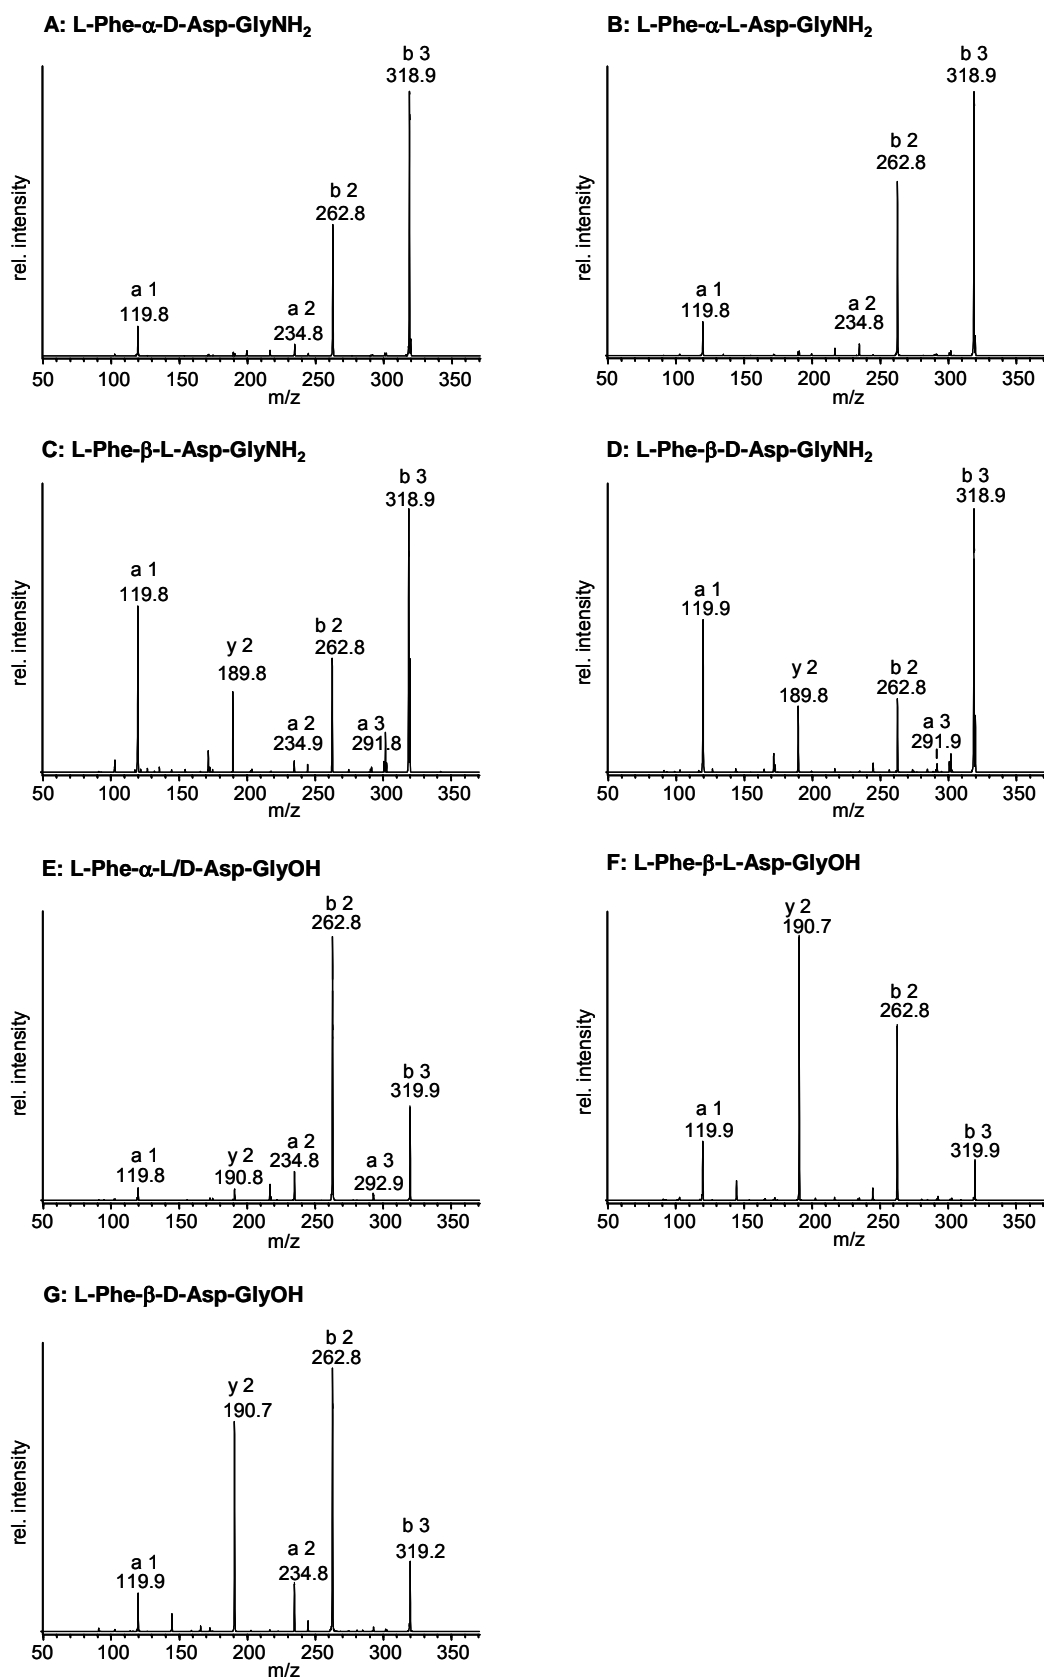 A: L-Phe-α-D-Asp-GlyNH2
b 3
318.9
b 2
262.8
a 1
119.8
a 2
234.8
rel. intensity
50 100 150 200 250 300 350
m/z
B: L-Phe-α-L-Asp-GlyNH2
b 3
318.9
b 2
262.8
a 1
119.8
a 2
234.8
rel. intensity
50 100 150 200 250 300 350
m/z
C: L-Phe-β-L-Asp-GlyNH2
b 3
318.9
a 1
119.8
y 2
189.8
b 2
262.8
a 2
234.9
a 3
291.8
rel. intensity
50 100 150 200 250 300 350
m/z
D: L-Phe-β-D-Asp-GlyNH2
b 3
318.9
a 1
119.9
y 2
189.8
b 2
262.8
a 3
291.9
rel. intensity
50 100 150 200 250 300 350
m/z
E: L-Phe-α-L/D-Asp-GlyOH
b 2
262.8
b 3
319.9
a 1
119.8
y 2
190.8
a 2
234.8
a 3
292.9
rel. intensity
50 100 150 200 250 300 350
m/z
F: L-Phe-β-L-Asp-GlyOH
y 2
190.7
b 2
262.8
a 1
119.9
b 3
319.9
rel. intensity
50 100 150 200 250 300 350
m/z
G: L-Phe-β-D-Asp-GlyOH
b 2
262.8
y 2
190.7
b 3
319.2
a 1
119.9
a 2
234.8
rel. intensity
50 100 150 200 250 300 350
m/z